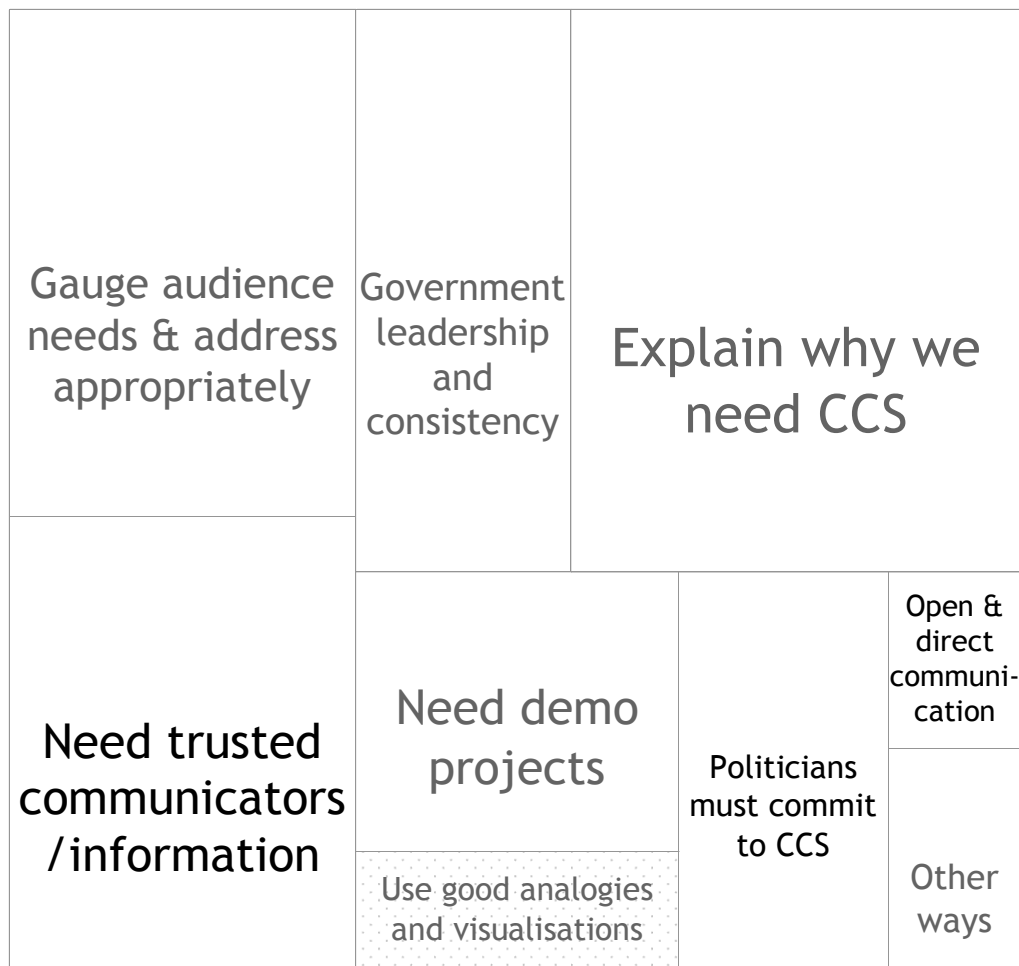 Gauge audience
needs & address
appropriately
Government
leadership
and
consistency
Explain why we
need CCS
Need trusted
communicators
/information
Need demo
projects
Use good analogies
and visualisations
Politicians
must commit
to CCS
Open &
direct
communi-
cation
Other
ways